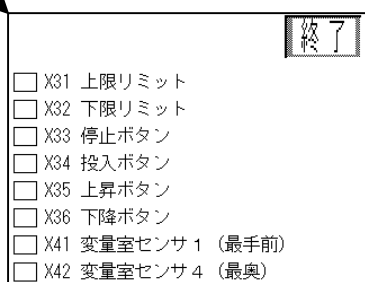 終了
X31 上限リミット
X32 下限リミット
X33 停止ボタン
X34 投入ボタン
X35 上昇ボタン
X36 下降ボタン
X41 変量室センサ１（最手前）
X42 変量室センサ４（最奥）